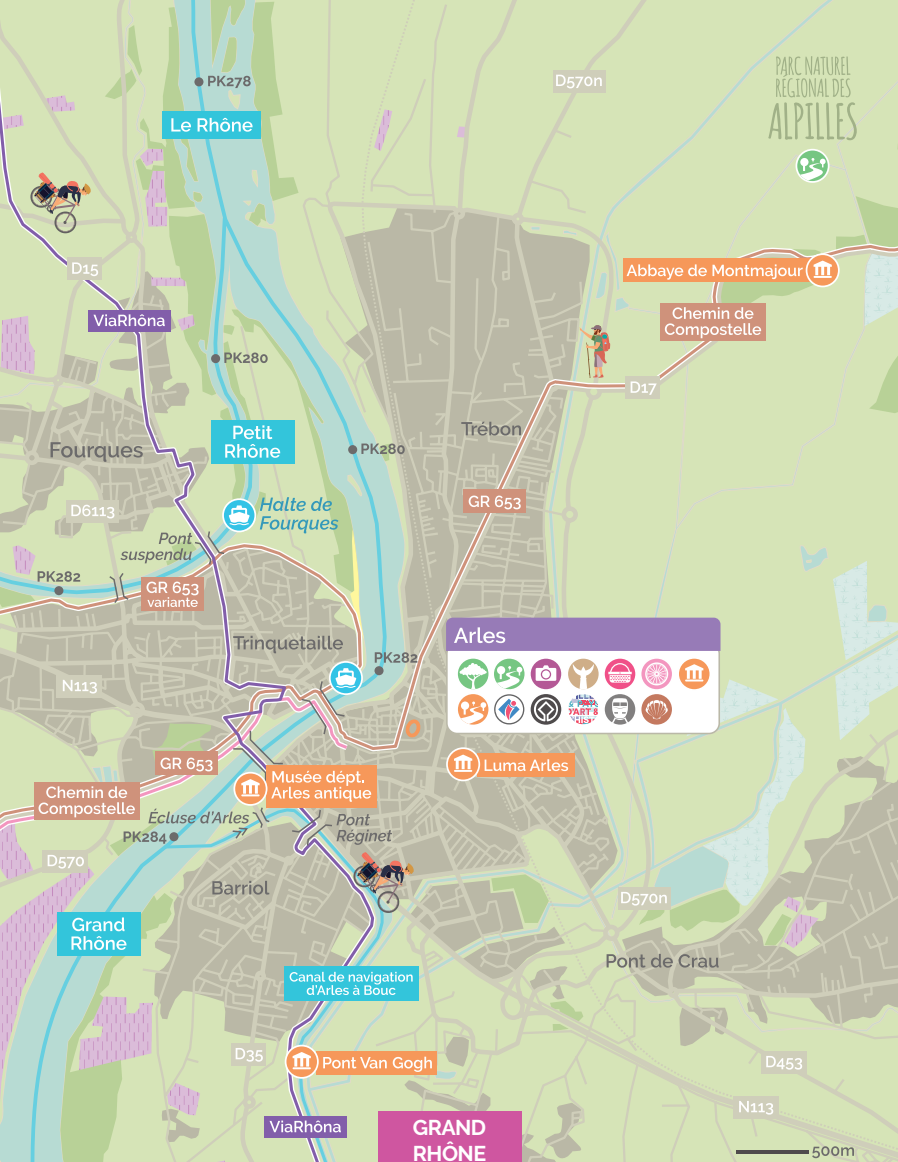 PK278
D570n
PARC NATUREL
RÉGIONAL DES
ALPILLES
Le Rhône
D15
Abbaye de Montmajour
ViaRhôna
Chemin de
Compostelle
PK280
D17
Petit
Rhône
Trébon
Fourques
PK280
GR 653
D6113
Halte de
Fourques
Pont
suspendu
PK282
GR 653
variante
Trinquetaille
Arles
PK282
N113
D'ART &
GR 653
Luma Arles
Musée dépt.
Arles antique
Chemin de
Compostelle
Écluse d'Arles
Pont
Réginet
PK284
D570
Barriol
D570n
Grand
Rhône
Pont de Crau
Canal de navigation
d'Arles à Bouc
D35
Pont Van Gogh
D453
N113
ViaRhôna
GRAND
RHÔNE
500m